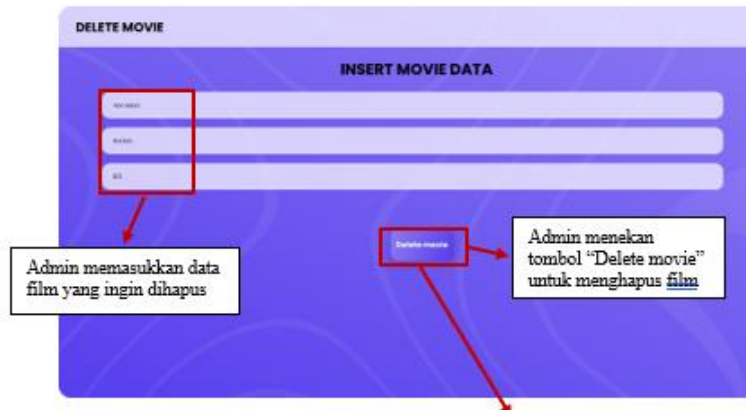 DELETE MOVIE
INSERT MOVIE DATA
Delete movie
Admin memasukkan data
film yang ingin dihapus
Admin menekan
tombol “Delete movie”
untuk menghapus film